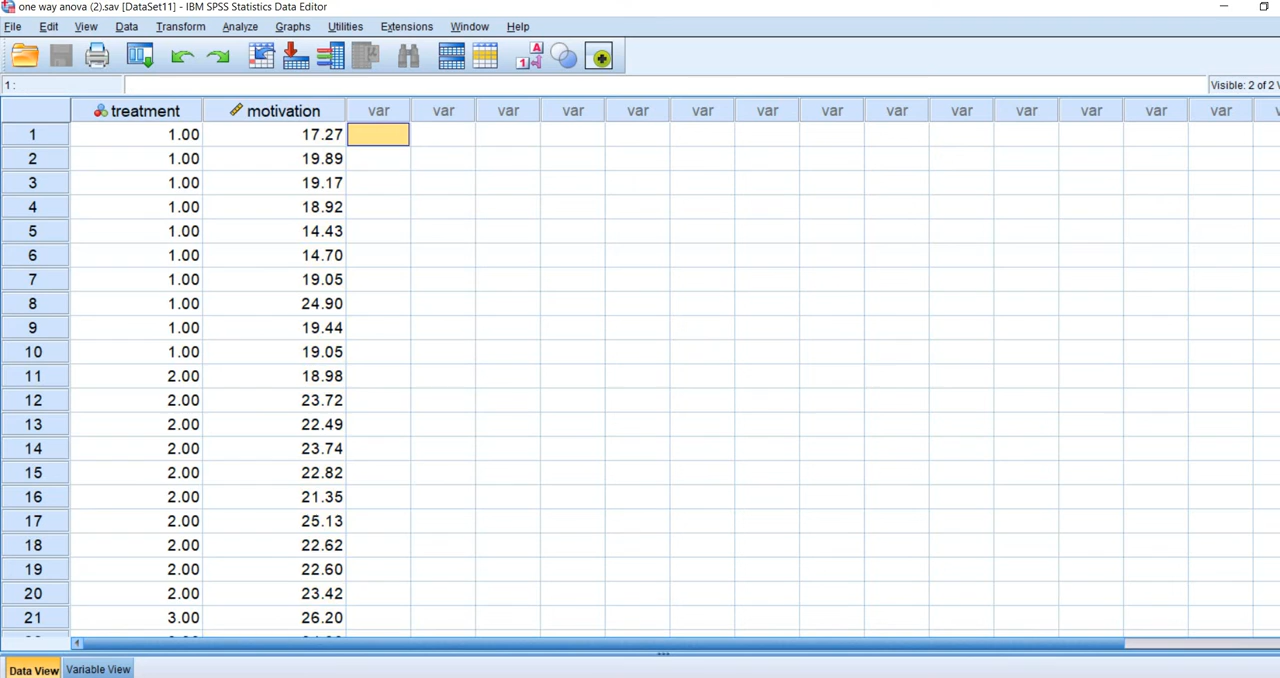 one way anova (2).sav [DataSet11] - IBM SPSS Statistics Data Editor
File Edit View Data Transform Analyze Graphs Utilities Extensions Window Help
1 :
Visible: 2 of 2 V
treatment motivation var var var var var var var var var var var var var var
1 1.00 17.27
2 1.00 19.89
3 1.00 19.17
4 1.00 18.92
5 1.00 14.43
6 1.00 14.70
7 1.00 19.05
8 1.00 24.90
9 1.00 19.44
10 1.00 19.05
11 2.00 18.98
12 2.00 23.72
13 2.00 22.49
14 2.00 23.74
15 2.00 22.82
16 2.00 21.35
17 2.00 25.13
18 2.00 22.62
19 2.00 22.60
20 2.00 23.42
21 3.00 26.20
Data View Variable View